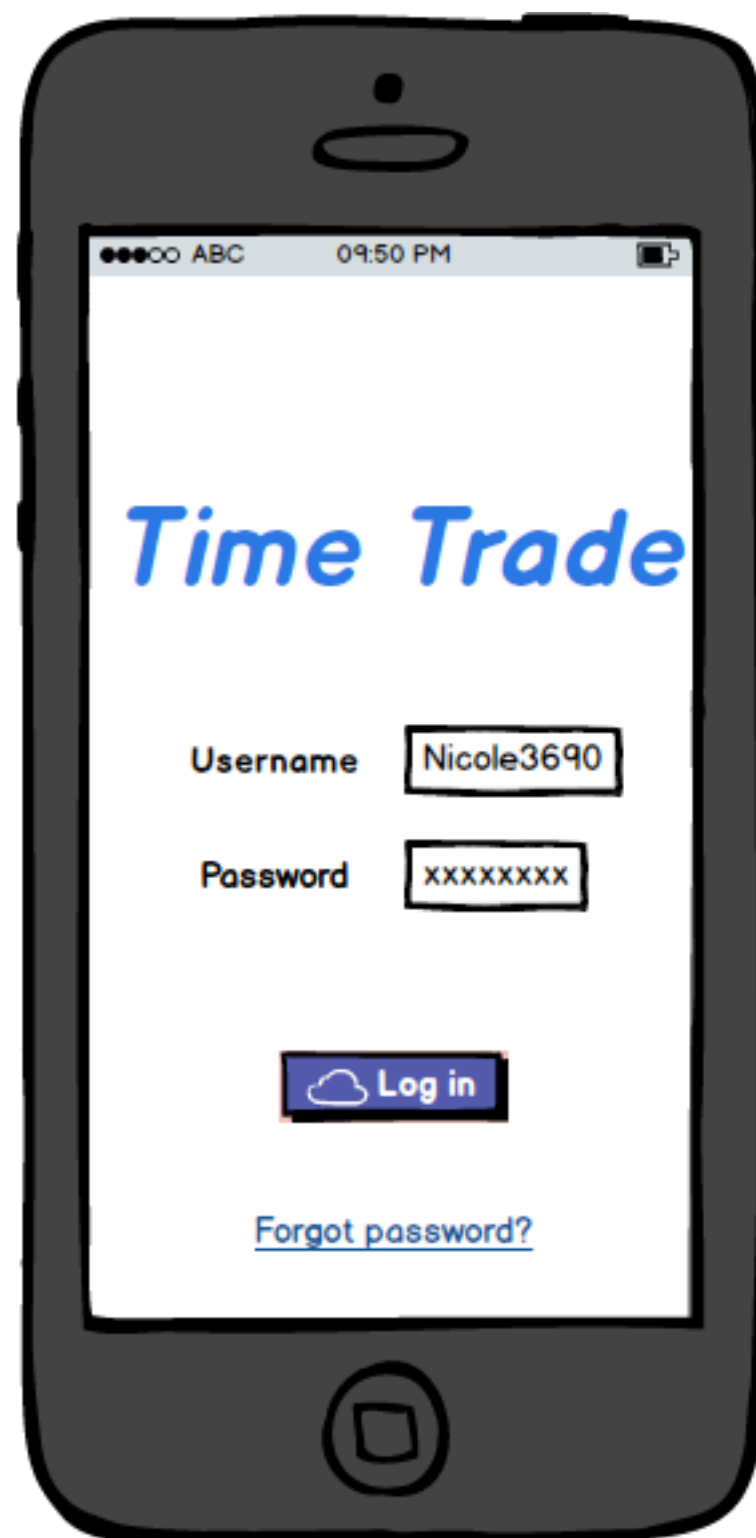 ABC 09:50 PM
Time Trade
Username Nicole3690
Password xxxxxxxx
Log in
Forgot password?